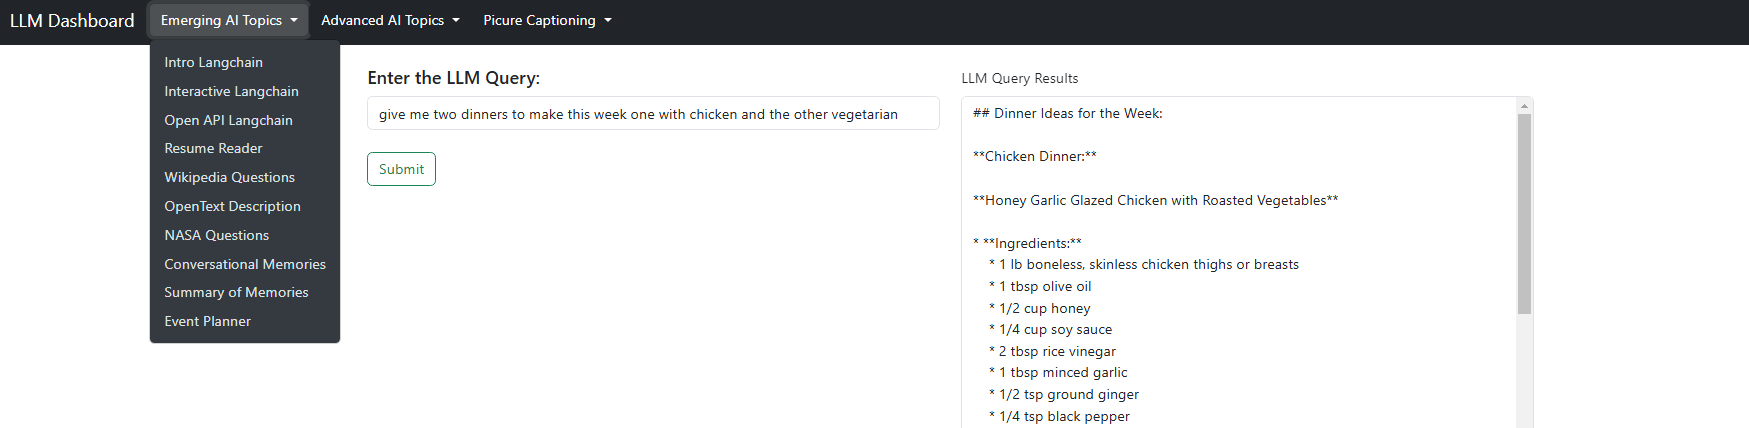 LLM Dashboard
Emerging AI Topics
Advanced AI Topics
Picure Captioning
Intro Langchain
Interactive Langchain
Open API Langchain
Resume Reader
Wikipedia Questions
OpenText Description
NASA Questions
Conversational Memories
Summary of Memories
Event Planner
Enter the LLM Query:
give me two dinners to make this week one with chicken and the other vegetarian
Submit
LLM Query Results
## Dinner Ideas for the Week:
**Chicken Dinner:**
**Honey Garlic Glazed Chicken with Roasted Vegetables**
* **Ingredients:**
* 1 lb boneless, skinless chicken thighs or breasts
* 1 tbsp olive oil
* 1/2 cup honey
* 1/4 cup soy sauce
* 2 tbsp rice vinegar
* 1 tbsp minced garlic
* 1/2 tsp ground ginger
* 1/4 tsp black pepper